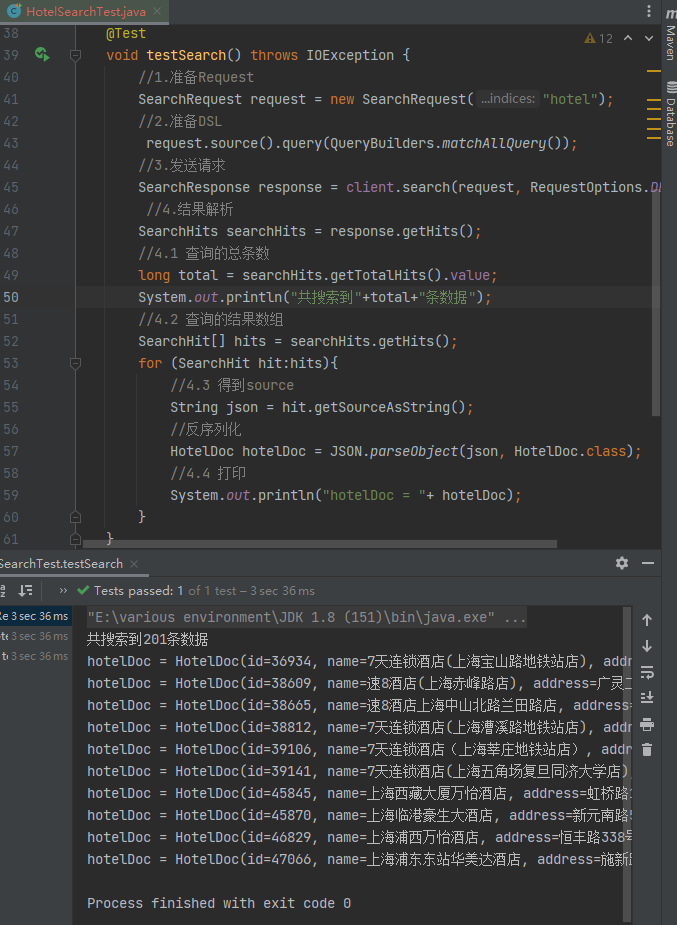 HotelSearchTest.java
38 @Test
39 void testSearch() throws IOException {
12
40 //1.准备Request
41 SearchRequest request = new SearchRequest( ...indices: "hotel");
42 //2.准备DSL
43 request.source().query(QueryBuilders.matchAllQuery());
44 //3.发送请求
45 SearchResponse response = client.search(request, RequestOptions.
46 //4.结果解析
47 SearchHits searchHits = response.getHits();
48 //4.1 查询的总条数
49 long total = searchHits.getTotalHits().value;
50 System.out.println("共搜索到"+total+"条数据");
51 //4.2 查询的结果数组
52 SearchHit[] hits = searchHits.getHits();
53 for (SearchHit hit:hits){
54 //4.3 得到source
55 String json = hit.getSourceAsString();
56 //反序列化
57 HotelDoc hotelDoc = JSON.parseObject(json, HotelDoc.class);
58 //4.4 打印
59 System.out.println("hotelDoc = "+ hotelDoc);
60 }
61 }
m
Maven
Database
SearchTest.testSearch
Tests passed: 1 of 1 test – 3 sec 36 ms
3 sec 36 ms
3 sec 36 ms
3 sec 36 ms
"E:\various environment\JDK 1.8 (151)\bin\java.exe" ...
共搜索到201条数据
hotelDoc = HotelDoc(id=36934, name=7天连锁酒店(上海宝山路地铁站店), addr
hotelDoc = HotelDoc(id=38609, name=速8酒店(上海赤峰路店), address=广灵二
hotelDoc = HotelDoc(id=38665, name=速8酒店上海中山北路兰田路店, address=
hotelDoc = HotelDoc(id=38812, name=7天连锁酒店(上海漕溪路地铁站店), addr
hotelDoc = HotelDoc(id=39106, name=7天连锁酒店（上海莘庄地铁站店）, addr
hotelDoc = HotelDoc(id=39141, name=7天连锁酒店(上海五角场复旦同济大学店)
hotelDoc = HotelDoc(id=45845, name=上海西藏大厦万怡酒店, address=虹桥路1
hotelDoc = HotelDoc(id=45870, name=上海临港豪生大酒店, address=新元南路5
hotelDoc = HotelDoc(id=46829, name=上海浦西万怡酒店, address=恒丰路338号
hotelDoc = HotelDoc(id=47066, name=上海浦东东站华美达酒店, address=施新路
Process finished with exit code 0